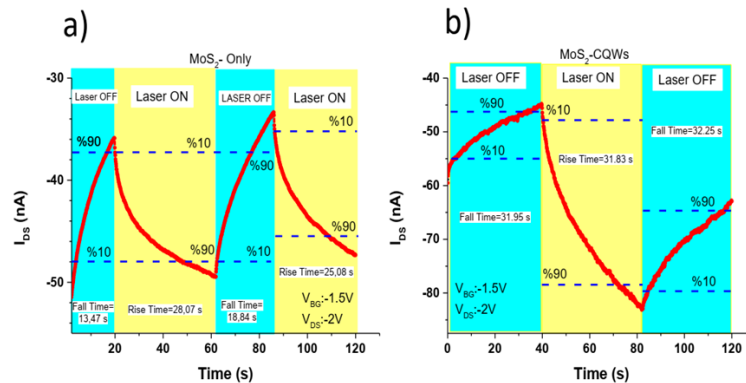 a)
MoS2- Only
Laser OFF
Laser ON
LASER OFF
Laser ON
%90
%10
%10
%90
%10
%90
%10
%90
Fall Time=
13,47 s
Rise Time=28,07 s
Fall Time=
18,84 s
Rise Time=25,08 s
VBG:-1.5V
VDS:-2V
-30
-40
-50
IDS (nA)
0
20
40
60
80
100
120
Time (s)
b)
MoS2-CQWs
Laser OFF
Laser ON
Laser OFF
%90
%10
%10
%90
%90
%10
Fall Time=31.95 s
Rise Time=31.83 s
Fall Time=32.25 s
VBG:-1.5V
VDS:-2V
-40
-50
-60
-70
-80
IDS (nA)
0
20
40
60
80
100
120
Time (s)